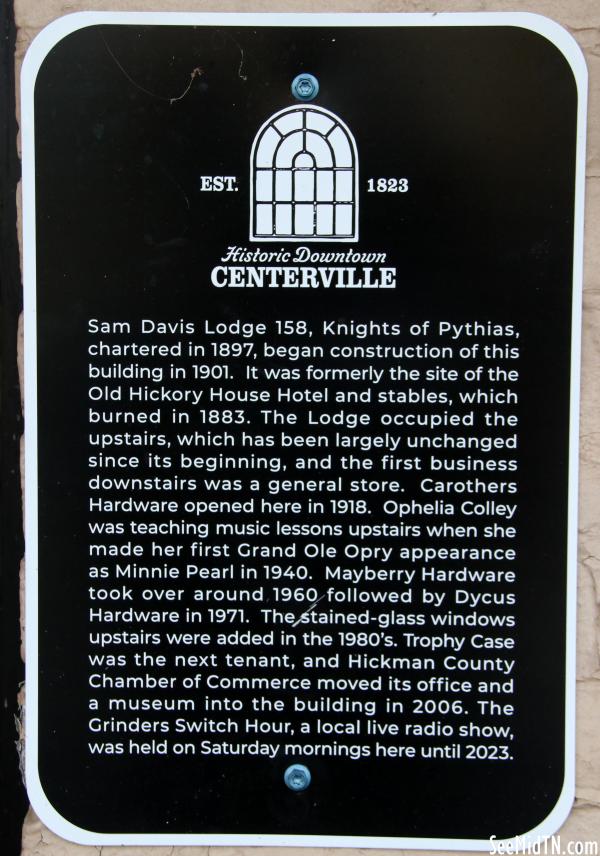 EST. 1823
Historic Downtown
CENTERVILLE
Sam Davis Lodge 158, Knights of Pythias,
chartered in 1897, began construction of this
building in 1901. It was formerly the site of the
Old Hickory House Hotel and stables, which
burned in 1883. The Lodge occupied the
upstairs, which has been largely unchanged
since its beginning, and the first business
downstairs was a general store. Carothers
Hardware opened here in 1918. Ophelia Colley
was teaching music lessons upstairs when she
made her first Grand Ole Opry appearance
as Minnie Pearl in 1940. Mayberry Hardware
took over around 1960 followed by Dycus
Hardware in 1971. The stained-glass windows
upstairs were added in the 1980's. Trophy Case
was the next tenant, and Hickman County
Chamber of Commerce moved its office and
a museum into the building in 2006. The
Grinders Switch Hour, a local live radio show,
was held on Saturday mornings here until 2023.
SeeMidTN.com